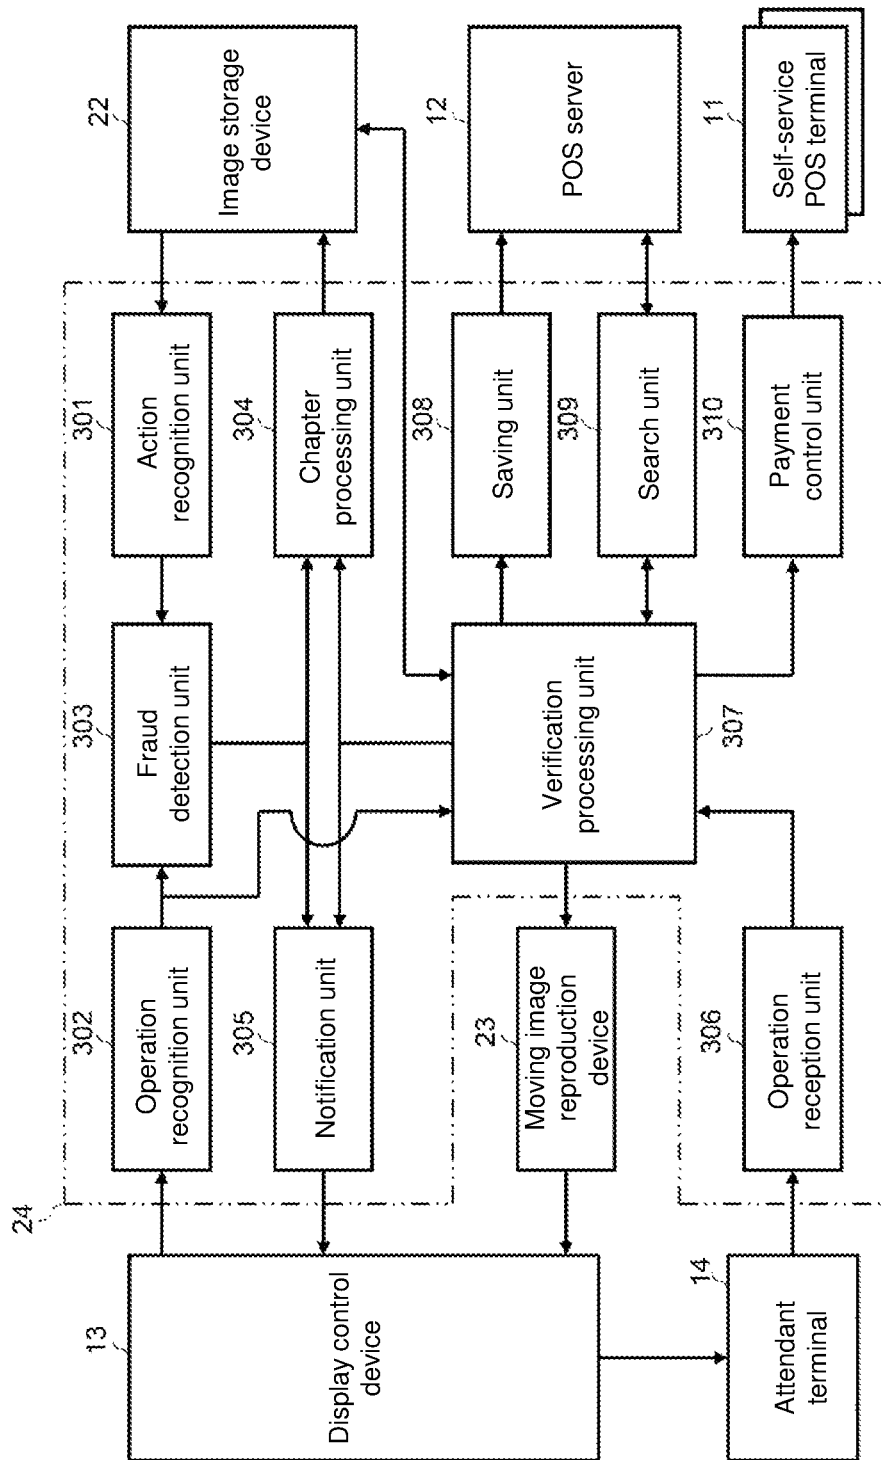 24
13
Display control
device
14
Attendant
terminal
302
Operation
recognition unit
305
Notification unit
23
Moving image
reproduction
device
306
Operation
reception unit
303
Fraud
detection unit
Verification
processing unit
307
301
Action
recognition unit
304
Chapter
processing unit
308
Saving unit
309
Search unit
310
Payment
control unit
22
Image storage
device
12
POS server
11
Self-service
POS terminal